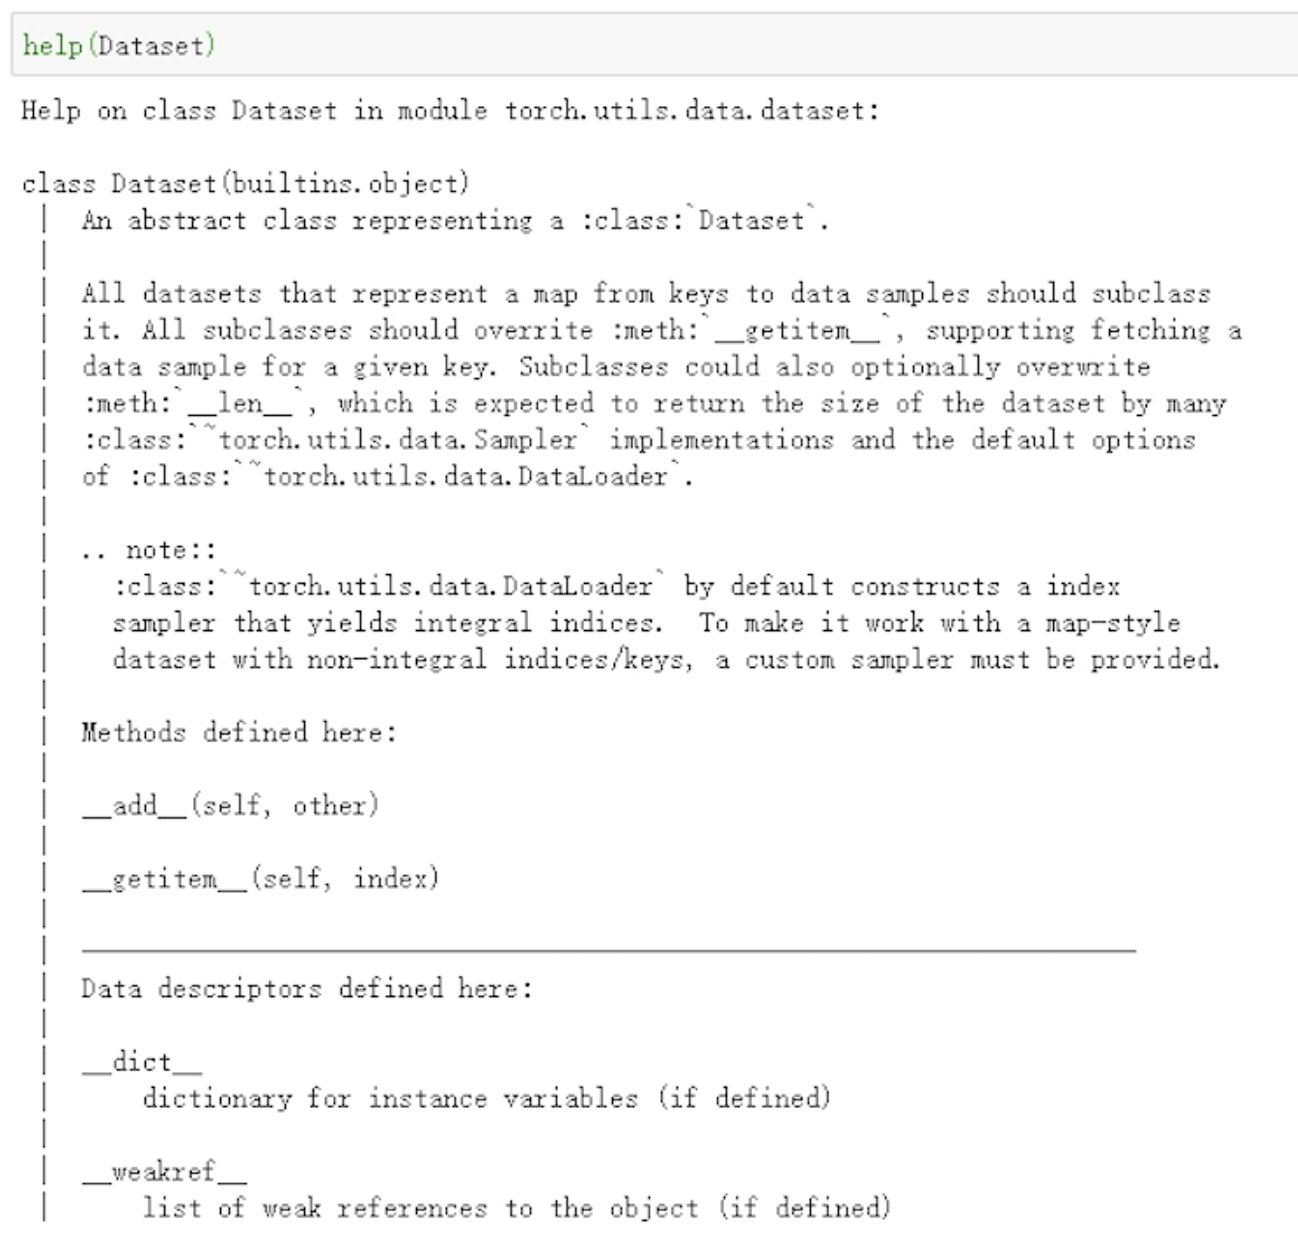 help(Dataset)
Help on class Dataset in module torch.utils.data.dataset:
class Dataset(builtins.object)
 |  An abstract class representing a :class:`Dataset`.
 |
 |  All datasets that represent a map from keys to data samples should subclass
 |  it. All subclasses should overrite :meth:`__getitem__`, supporting fetching a
 |  data sample for a given key. Subclasses could also optionally overwrite
 |  :meth:`__len__`, which is expected to return the size of the dataset by many
 |  :class:`~torch.utils.data.Sampler` implementations and the default options
 |  of :class:`~torch.utils.data.DataLoader`.
 |
 |  .. note::
 |    :class:`~torch.utils.data.DataLoader` by default constructs a index
 |    sampler that yields integral indices.  To make it work with a map-style
 |    dataset with non-integral indices/keys, a custom sampler must be provided.
 |
 |  Methods defined here:
 |
 |  __add__(self, other)
 |
 |  __getitem__(self, index)
 |
 |  ----------------------------------------------------------------------
 |  Data descriptors defined here:
 |
 |  __dict__
 |      dictionary for instance variables (if defined)
 |
 |  __weakref__
 |      list of weak references to the object (if defined)